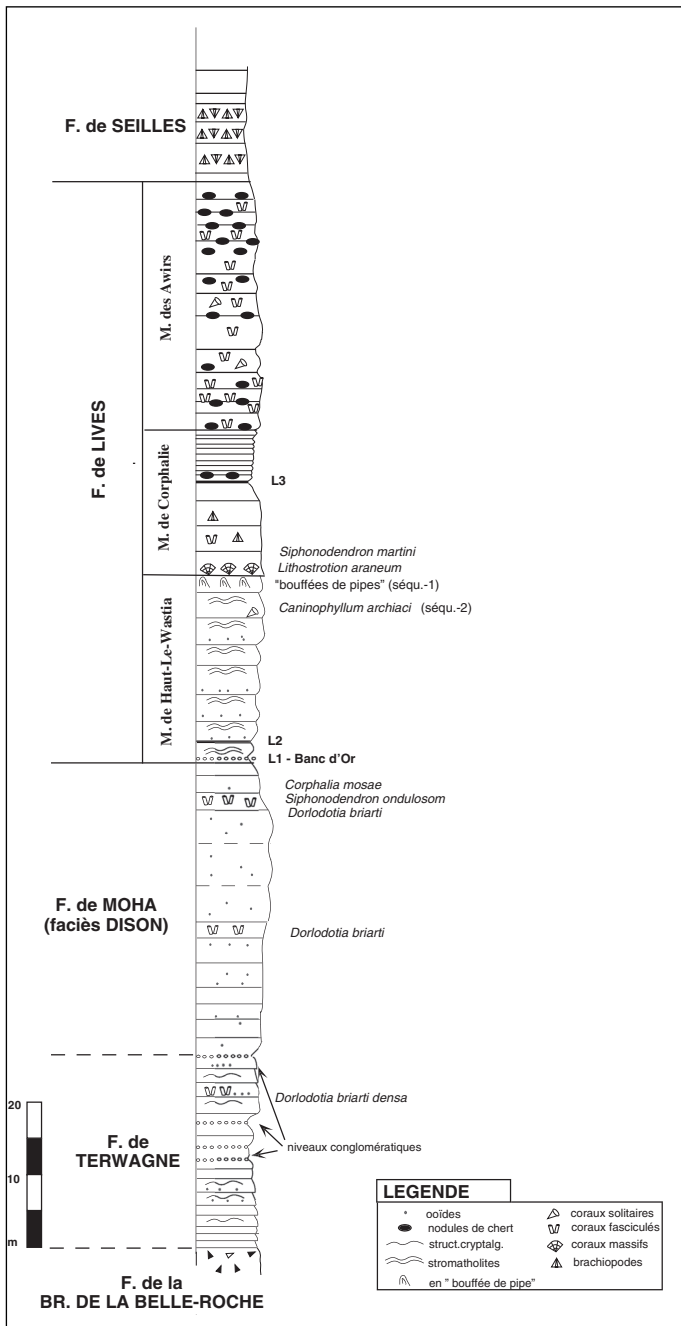 F. de SEILLES
F. de LIVES
M. des Awirs
M. de Corphalie
L3
Siphonodendron martini
Lithostrotion araneum
"bouffées de pipes" (séqu.-1)
Caninophyllum archiaci (séqu.-2)
M. de Haut-Le-Wastia
L2
L1 - Banc d'Or
Corphalia mosae
Siphonodendron ondulosom
Dorlodotia briarti
F. de MOHA
(faciès DISON)
Dorlodotia briarti
Dorlodotia briarti densa
niveaux conglomératiques
F. de
TERWAGNE
20
10
m
F. de la
BR. DE LA BELLE-ROCHE
LEGENDE
ooïdes
nodules de chert
struct.cryptalg.
stromatholites
en " bouffée de pipe"
coraux solitaires
coraux fasciculés
coraux massifs
brachiopodes